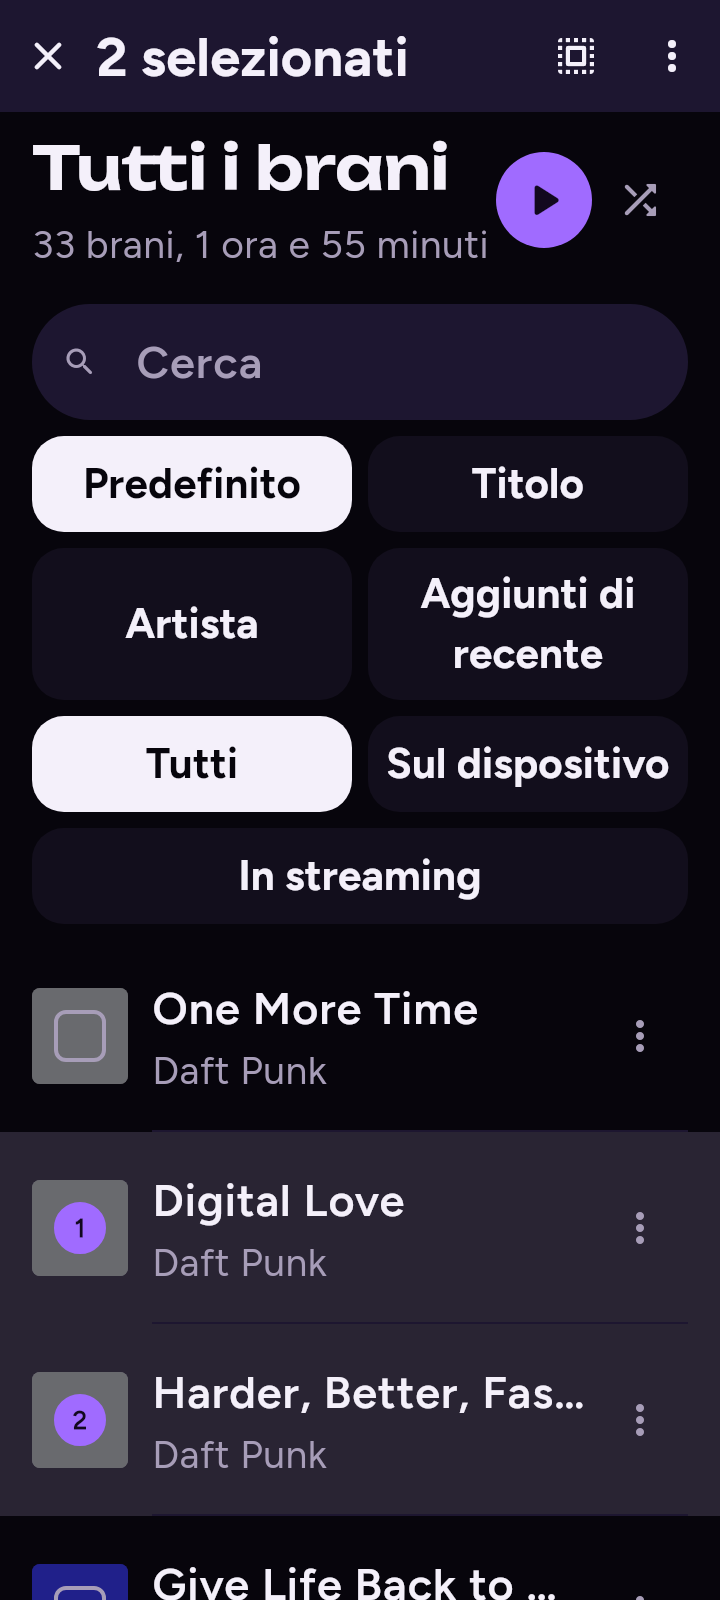 2 selezionati
Tutti i brani
33 brani, 1 ora e 55 minuti
Cerca
Predefinito
Titolo
Artista
Aggiunti di
recente
Tutti
Sul dispositivo
In streaming
One More Time
Daft Punk
1
Digital Love
Daft Punk
2
Harder, Better, Fas...
Daft Punk
Give Life Back to ...